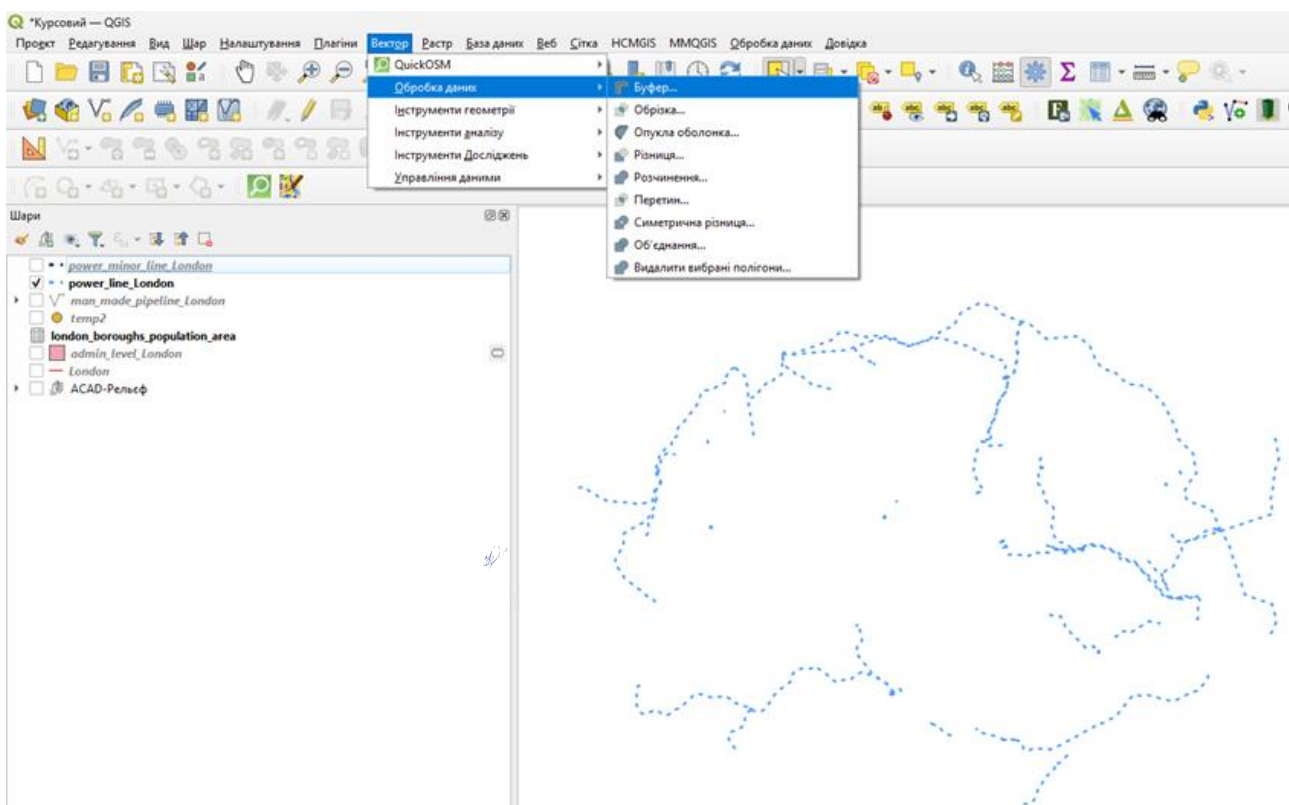 *Курсовий — QGIS
Проект Редагування Вид Шар Налаштування Плагіни Вектор Растр База даних Веб Сітка HCMGIS MMQGIS Обробка даних Довідка
QuickOSM
Обробка даних
Інструменти геометрії
Інструменти аналізу
Інструменти Досліджень
Управління даними
Буфер...
Обрізка...
Опукла оболонка...
Різниця...
Розчинення...
Перетин...
Симетрична різниця...
Об'єднання...
Видалити вибрані полігони...
Шари
power_minor_line_London
power_line_London
man_made_pipeline_London
temp2
london_boroughs_population_area
admin_level_London
London
ACAD-Рельєф